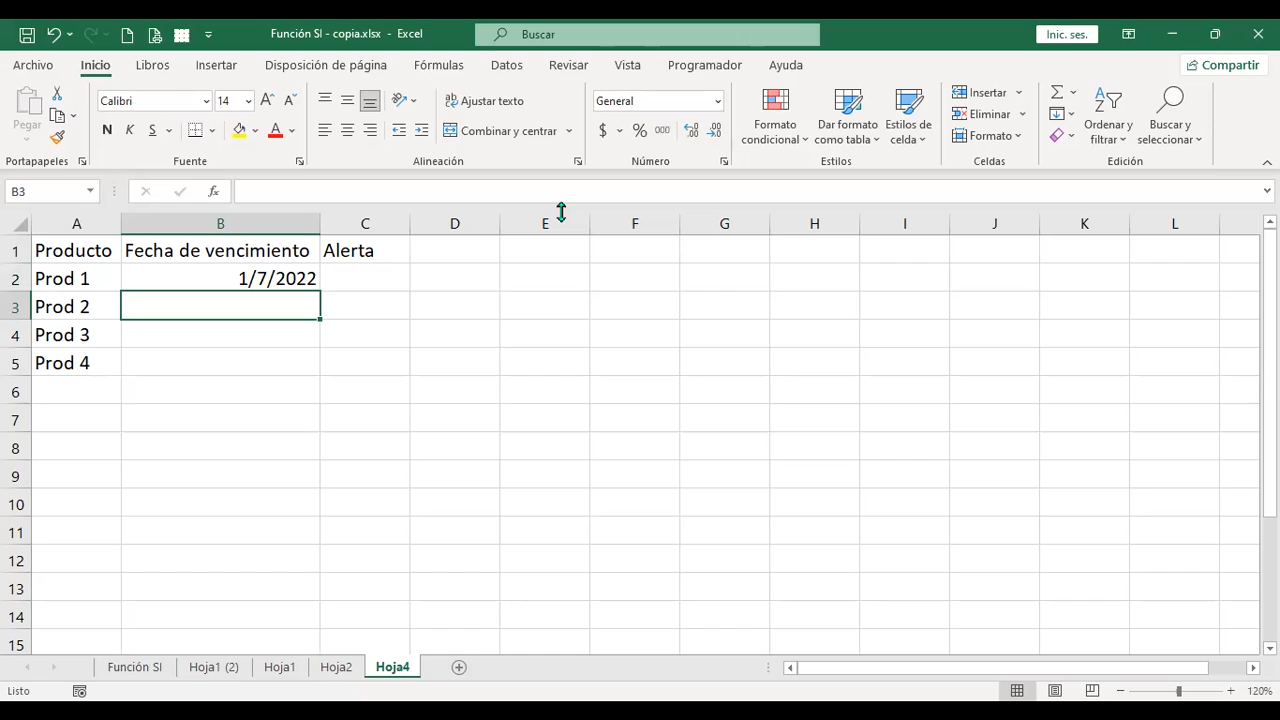 Función SI - copia.xlsx - Excel
Buscar
Inic. ses.
Archivo Inicio Libros Insertar Disposición de página Fórmulas Datos Revisar Vista Programador Ayuda
Compartir
Pegar
Portapapeles
Calibri 14
N K S
Fuente
Ajustar texto
Combinar y centrar
Alineación
General
$ % 000
Número
Formato condicional
Dar formato como tabla
Estilos de celda
Estilos
Insertar
Eliminar
Formato
Celdas
Ordenar y filtrar
Buscar y seleccionar
Edición
B3
fx
A B C D E F G H I J K L
1 Producto Fecha de vencimiento Alerta
2 Prod 1 1/7/2022
3 Prod 2
4 Prod 3
5 Prod 4
6
7
8
9
10
11
12
13
14
15
Función SI Hoja1 (2) Hoja1 Hoja2 Hoja4
Listo
120%